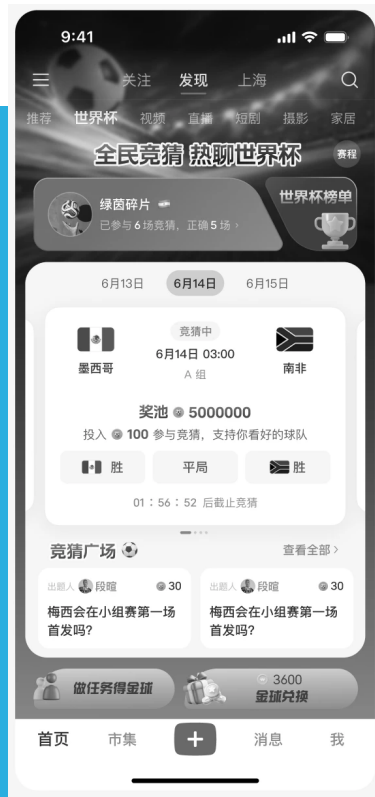 9:41
关注 发现 上海
推荐 世界杯 视频 直播 短剧 摄影 家居
全民竞猜 热聊世界杯 赛程
绿茵碎片
已参与 6 场竞猜,正确 5 场 >
世界杯榜单
6月13日 6月14日 6月15日
竞猜中
墨西哥 6月14日 03:00 南非
A 组
奖池 5000000
投入 100 参与竞猜,支持你看好的球队
胜 平局 胜
01 : 56 : 52 后截止竞猜
竞猜广场 查看全部 >
出题人 段暄 30 出题人 段暄 30
梅西会在小组赛第一场 梅西会在小组赛第一场
首发吗? 首发吗?
做任务得金球 3600
金球兑换
首页 市集 消息 我